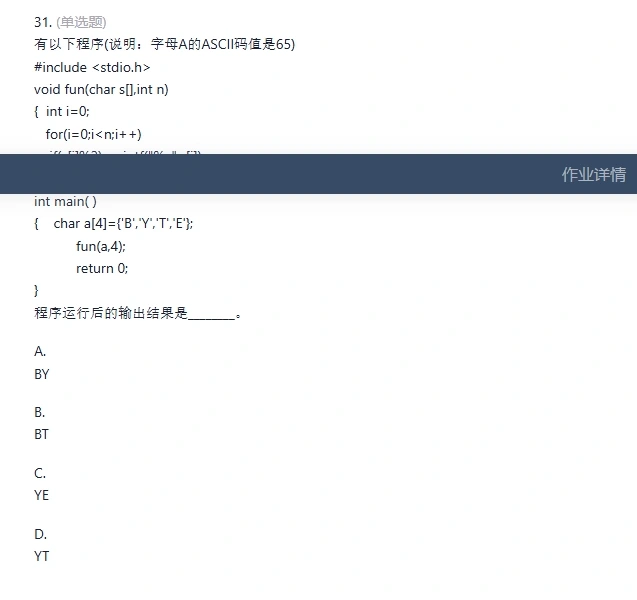 31. (单选题)
有以下程序(说明：字母A的ASCII码值是65)
#include <stdio.h>
void fun(char s[],int n)
{ int i=0;
for(i=0;i<n;i++)
作业详情
int main( )
{ char a[4]={'B','Y','T','E'};
fun(a,4);
return 0;
}
程序运行后的输出结果是________。
A.
BY
B.
BT
C.
YE
D.
YT